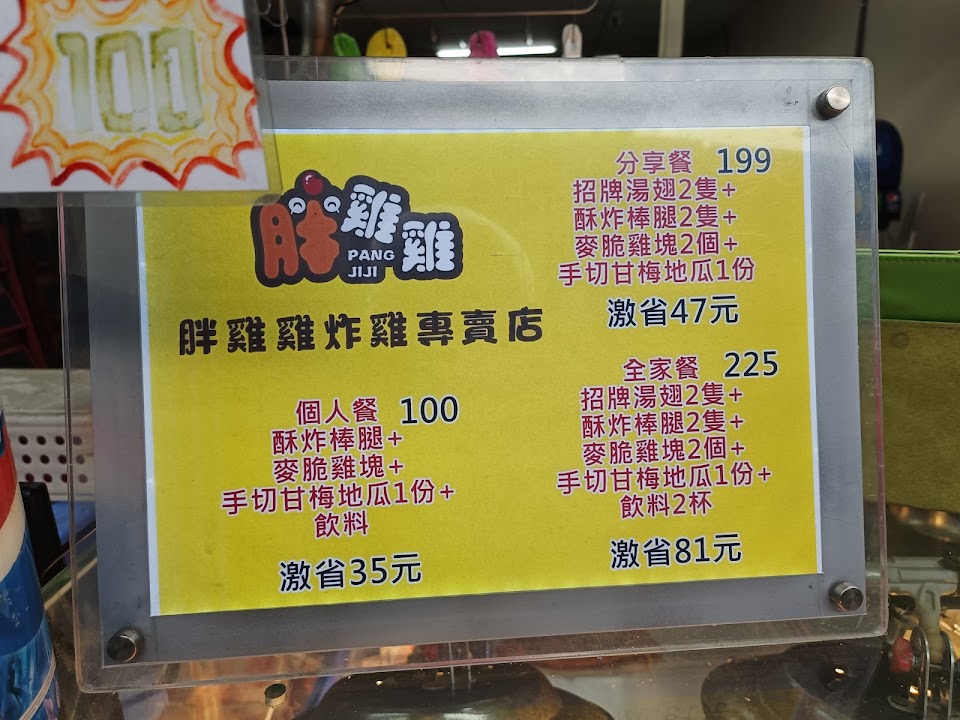 100
胖雞雞
PANG
JIJI
胖雞雞炸雞專賣店
個人餐 100
酥炸棒腿+
麥脆雞塊+
手切甘梅地瓜1份+
飲料
激省35元
分享餐 199
招牌湯翅2隻+
酥炸棒腿2隻+
麥脆雞塊2個+
手切甘梅地瓜1份
激省47元
全家餐 225
招牌湯翅2隻+
酥炸棒腿2隻+
麥脆雞塊2個+
手切甘梅地瓜1份+
飲料2杯
激省81元